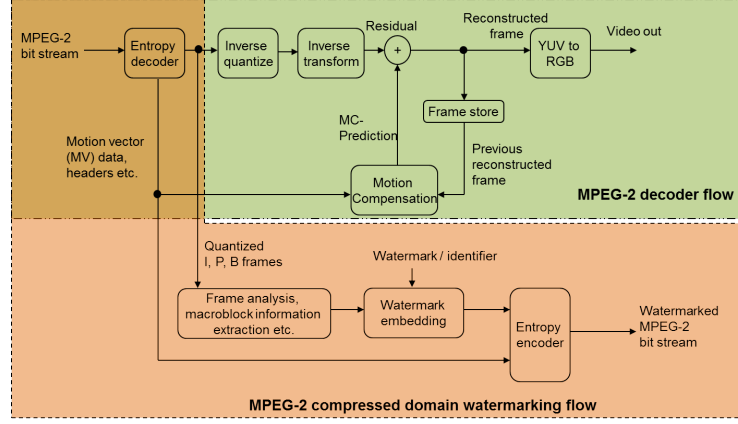 MPEG-2
bit stream
Entropy
decoder
Inverse
quantize
Inverse
transform
Residual
+
Reconstructed
frame
YUV to
RGB
Video out
Frame store
MC-
Prediction
Previous
reconstructed
frame
Motion vector
(MV) data,
headers etc.
Motion
Compensation
MPEG-2 decoder flow
Quantized
I, P, B frames
Watermark / identifier
Frame analysis,
macroblock information
extraction etc.
Watermark
embedding
Entropy
encoder
Watermarked
MPEG-2
bit stream
MPEG-2 compressed domain watermarking flow